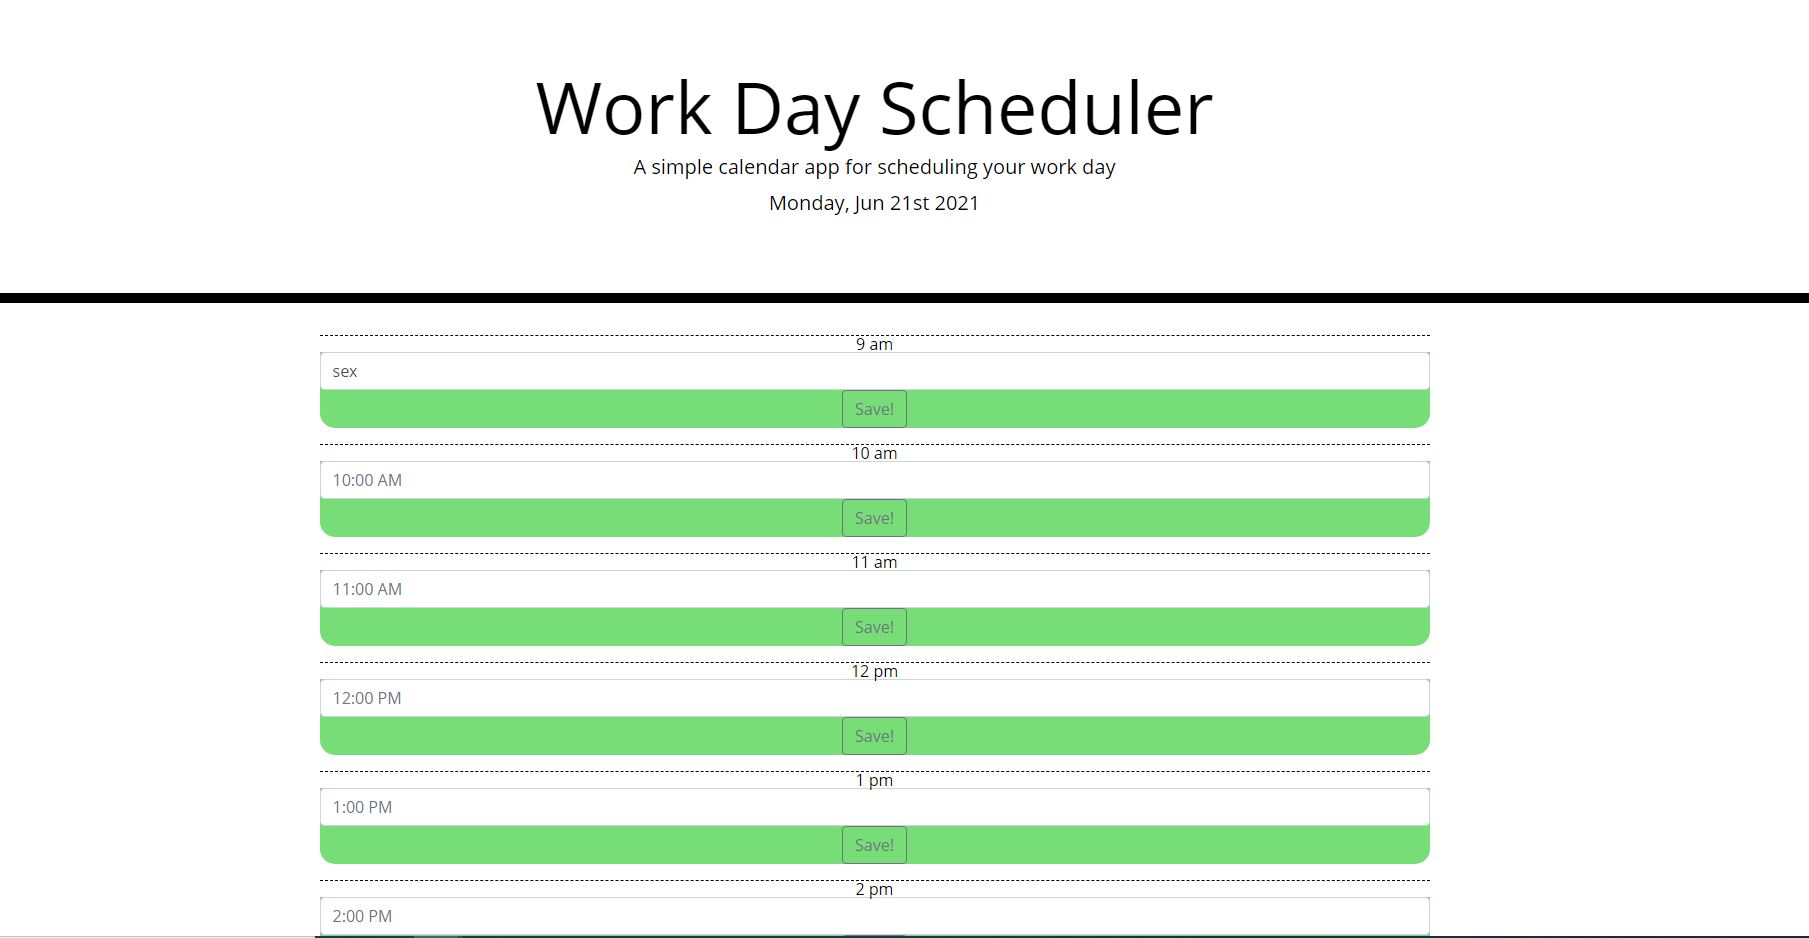 Work Day Scheduler
A simple calendar app for scheduling your work day
Monday, Jun 21st 2021
9 am
sex
Save!
10 am
10:00 AM
Save!
11 am
11:00 AM
Save!
12 pm
12:00 PM
Save!
1 pm
1:00 PM
Save!
2 pm
2:00 PM